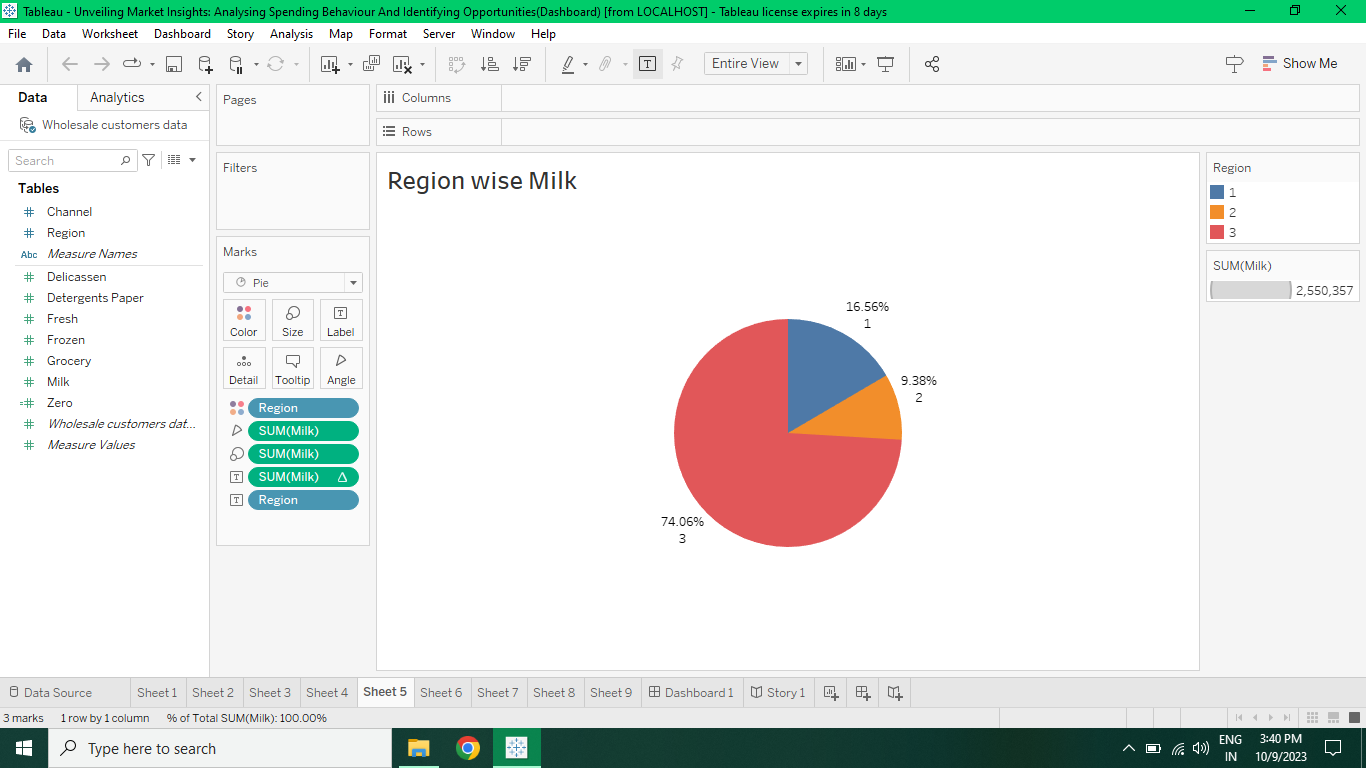 Tableau - Unveiling Market Insights: Analysing Spending Behaviour And Identifying Opportunities(Dashboard) [from LOCALHOST] - Tableau license expires in 8 days
File Data Worksheet Dashboard Story Analysis Map Format Server Window Help
Entire View
Show Me
Data Analytics
Wholesale customers data
Search
Tables
Channel
Region
Abc Measure Names
Delicassen
Detergents Paper
Fresh
Frozen
Grocery
Milk
Zero
Wholesale customers dat...
Measure Values
Pages
Filters
Marks
Pie
Color Size Label
Detail Tooltip Angle
Region
SUM(Milk)
SUM(Milk)
SUM(Milk)
Region
Columns
Rows
Region wise Milk
16.56%
1
9.38%
2
74.06%
3
Region
1
2
3
SUM(Milk)
2,550,357
Data Source Sheet 1 Sheet 2 Sheet 3 Sheet 4 Sheet 5 Sheet 6 Sheet 7 Sheet 8 Sheet 9 Dashboard 1 Story 1
3 marks 1 row by 1 column % of Total SUM(Milk): 100.00%
Type here to search
ENG
IN
3:40 PM
10/9/2023